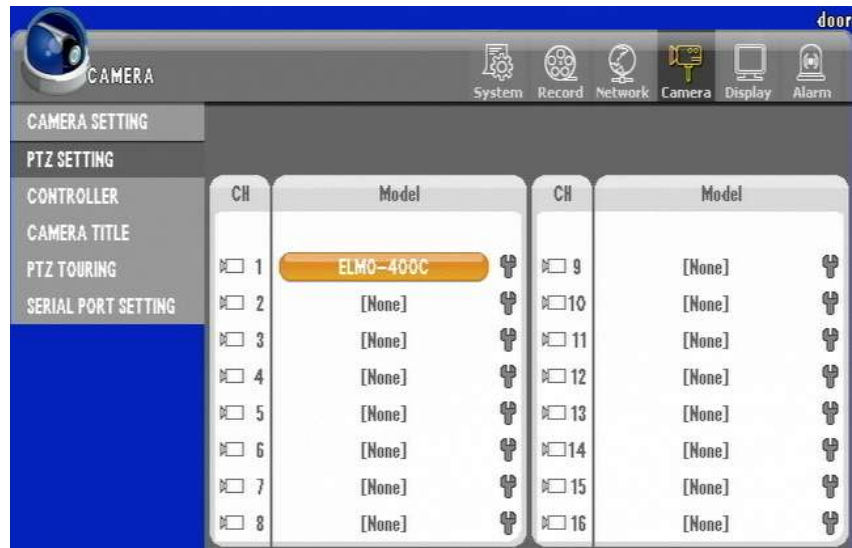 door
CAMERA
System Record Network Camera Display Alarm
CAMERA SETTING
PTZ SETTING
CONTROLLER
CAMERA TITLE
PTZ TOURING
SERIAL PORT SETTING
CH Model CH Model
1 ELMO-400C 9 [None]
2 [None] 10 [None]
3 [None] 11 [None]
4 [None] 12 [None]
5 [None] 13 [None]
6 [None] 14 [None]
7 [None] 15 [None]
8 [None] 16 [None]